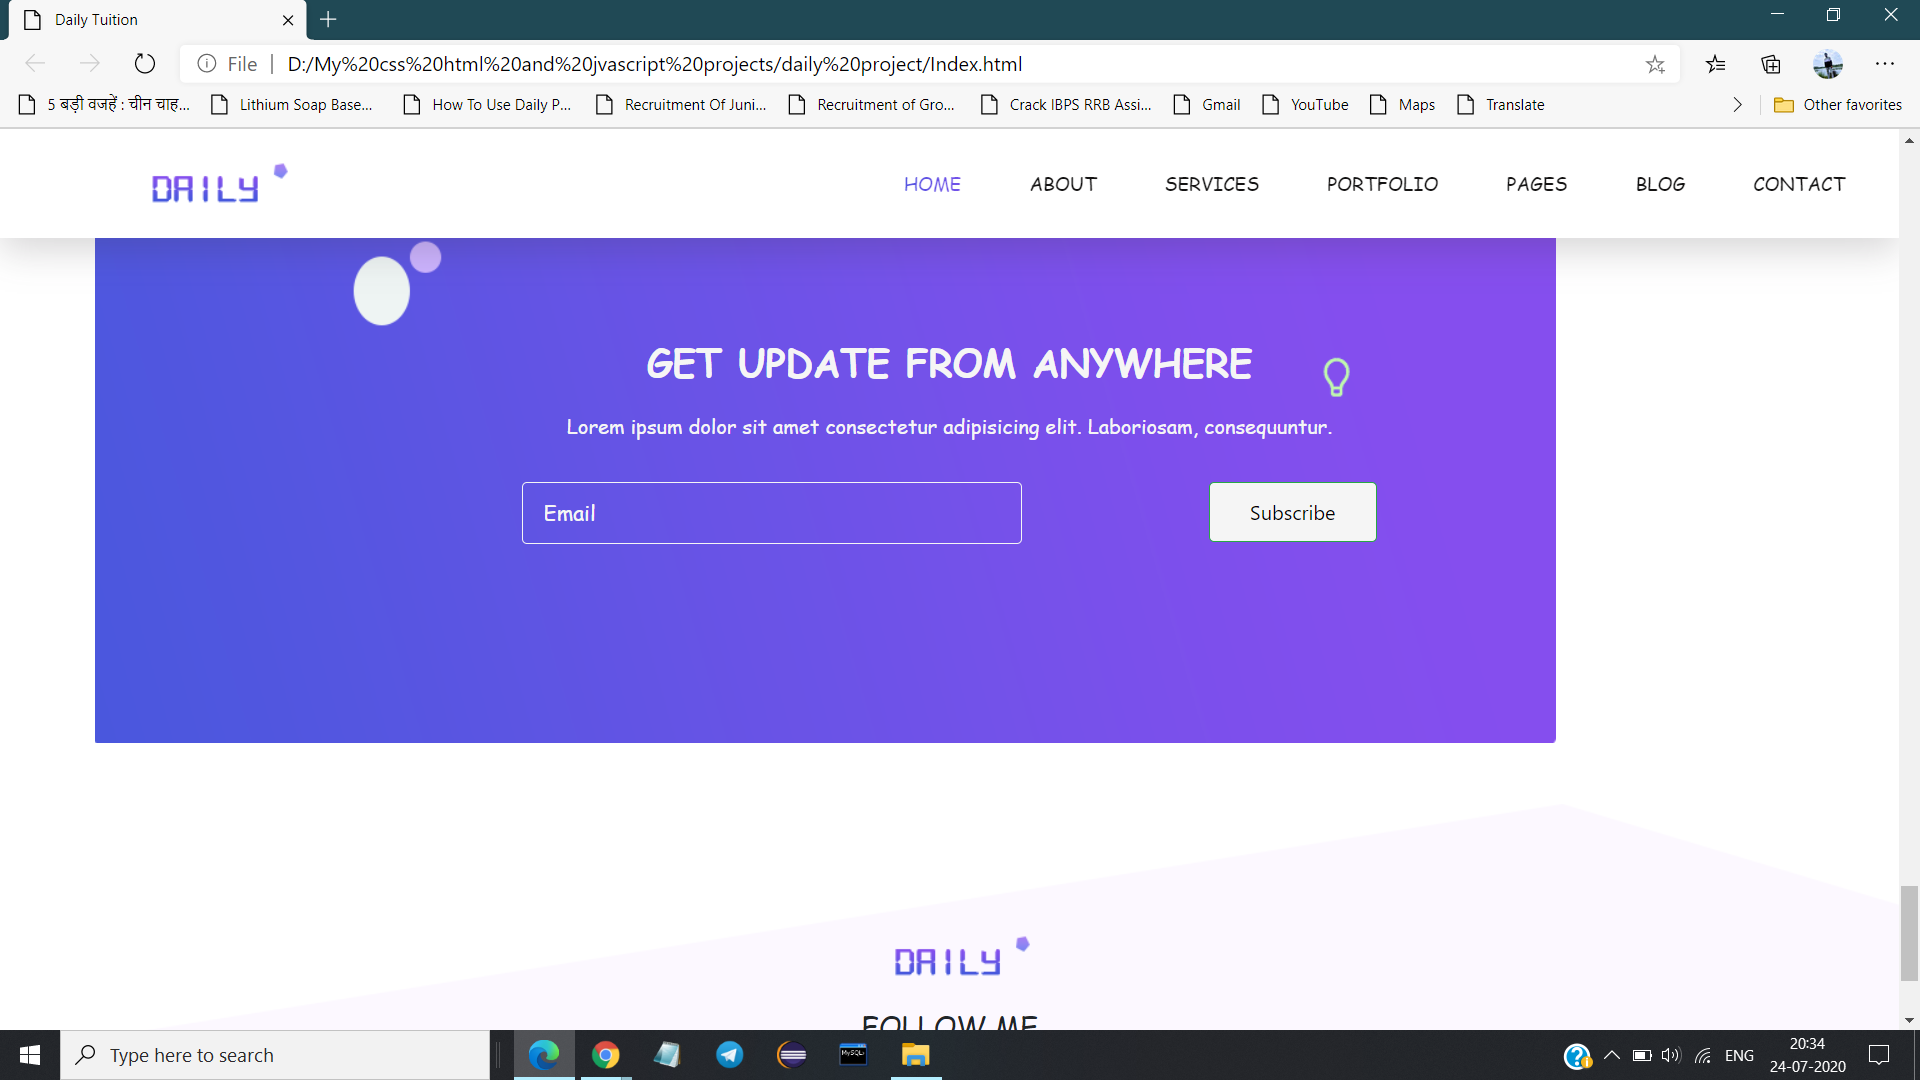 Daily Tuition
File
D:/My%20css%20html%20and%20jvascript%20projects/daily%20project/Index.html
5 बड़ी वजहें : चीन चाह... Lithium Soap Base... How To Use Daily P... Recruitment Of Juni... Recruitment of Gro... Crack IBPS RRB Assi... Gmail YouTube Maps Translate Other favorites
DAILY HOME ABOUT SERVICES PORTFOLIO PAGES BLOG CONTACT
GET UPDATE FROM ANYWHERE
Lorem ipsum dolor sit amet consectetur adipisicing elit. Laboriosam, consequuntur.
Email Subscribe
DAILY
FOLLOW ME
Type here to search
ENG
20:34
24-07-2020